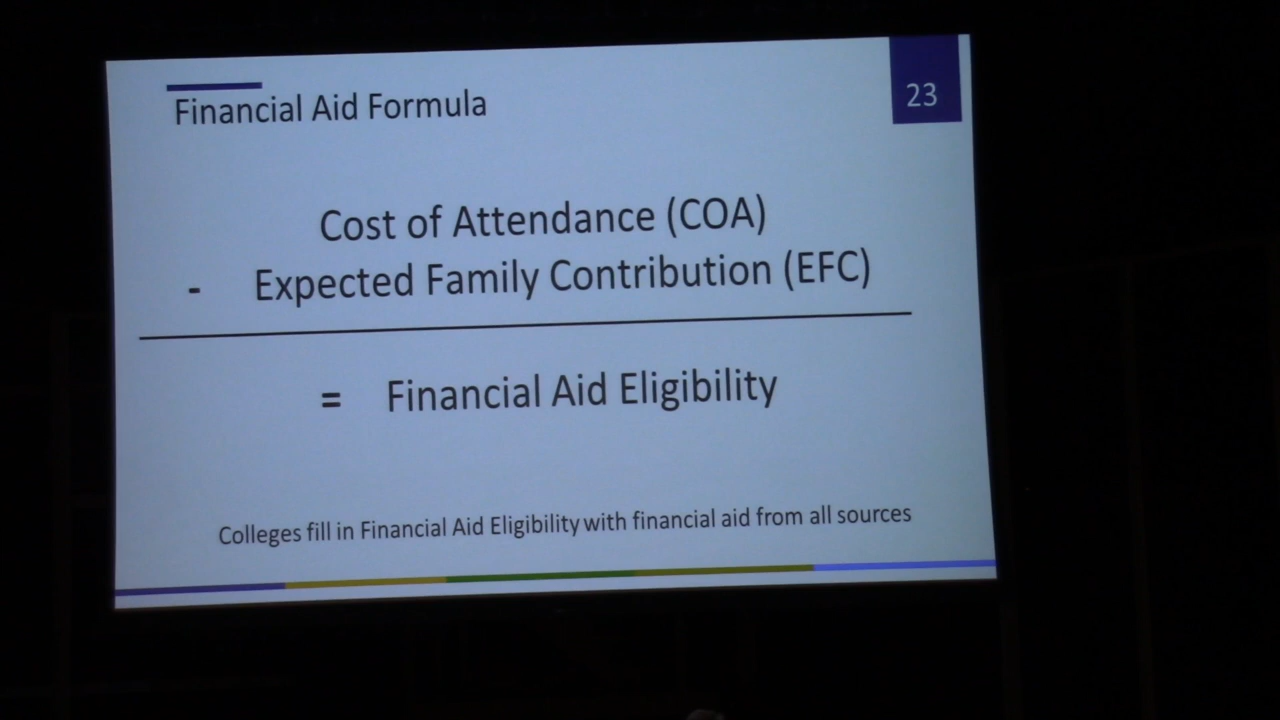 Financial Aid Formula
23
Cost of Attendance (COA)
- Expected Family Contribution (EFC)
= Financial Aid Eligibility
Colleges fill in Financial Aid Eligibility with financial aid from all sources